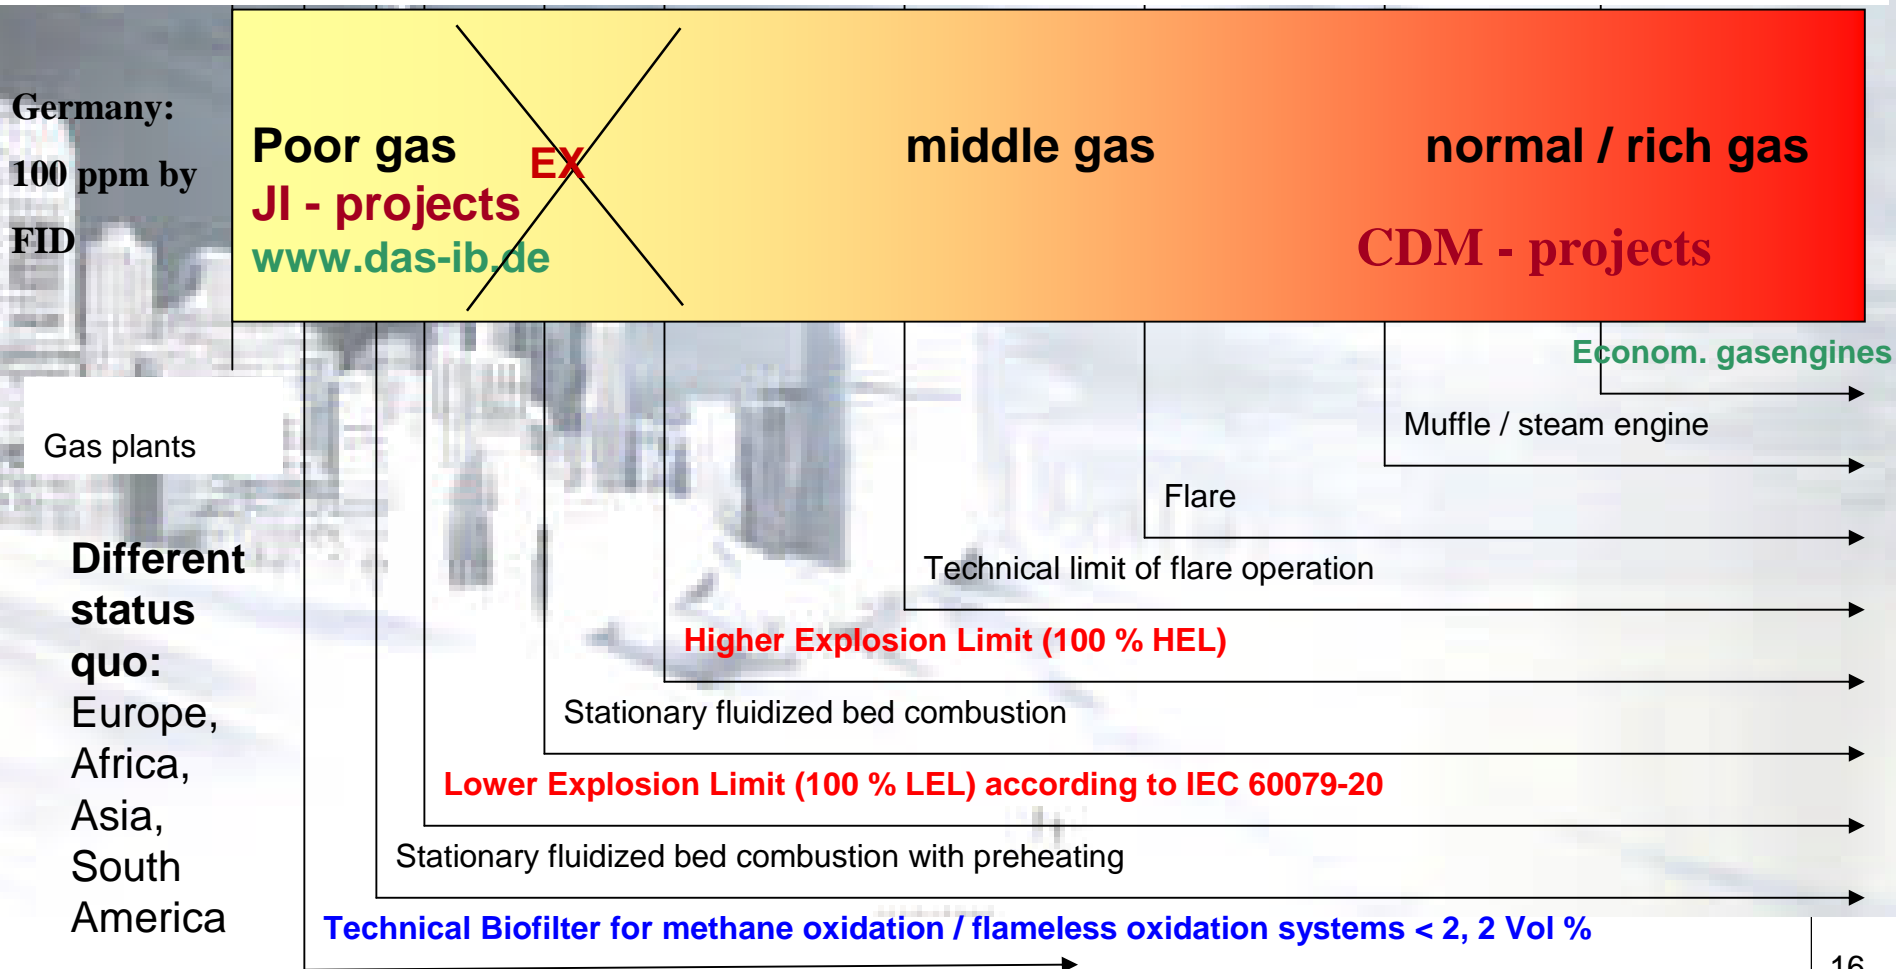 Germany:
100 ppm by
FID
Poor gas
EX
JI - projects
www.das-ib.de
middle gas
normal / rich gas
CDM - projects
Econom. gasengines
Muffle / steam engine
Gas plants
Flare
Technical limit of flare operation
Higher Explosion Limit (100 % HEL)
Stationary fluidized bed combustion
Lower Explosion Limit (100 % LEL) according to IEC 60079-20
Stationary fluidized bed combustion with preheating
Technical Biofilter for methane oxidation / flameless oxidation systems < 2, 2 Vol %
Different
status
quo:
Europe,
Africa,
Asia,
South
America
16